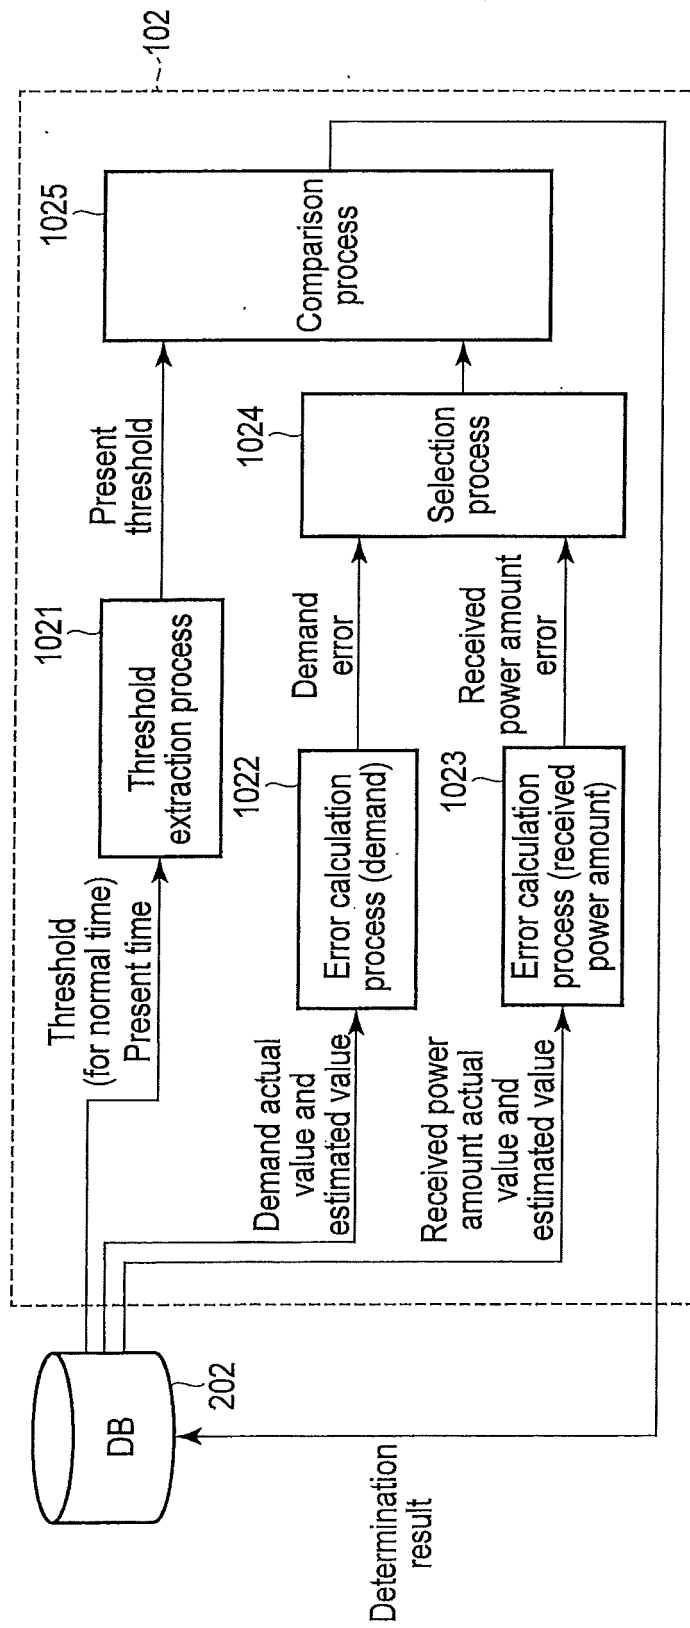 102
1025
Comparison
process
Present
threshold
1021
Threshold
extraction process
Threshold
(for normal time)
Present time
1024
Selection
process
Demand
error
1022
Error calculation
process (demand)
Demand actual
value and
estimated value
Received
power amount
error
1023
Error calculation
process (received
power amount)
Received power
amount actual
value and
estimated value
DB
202
Determination
result